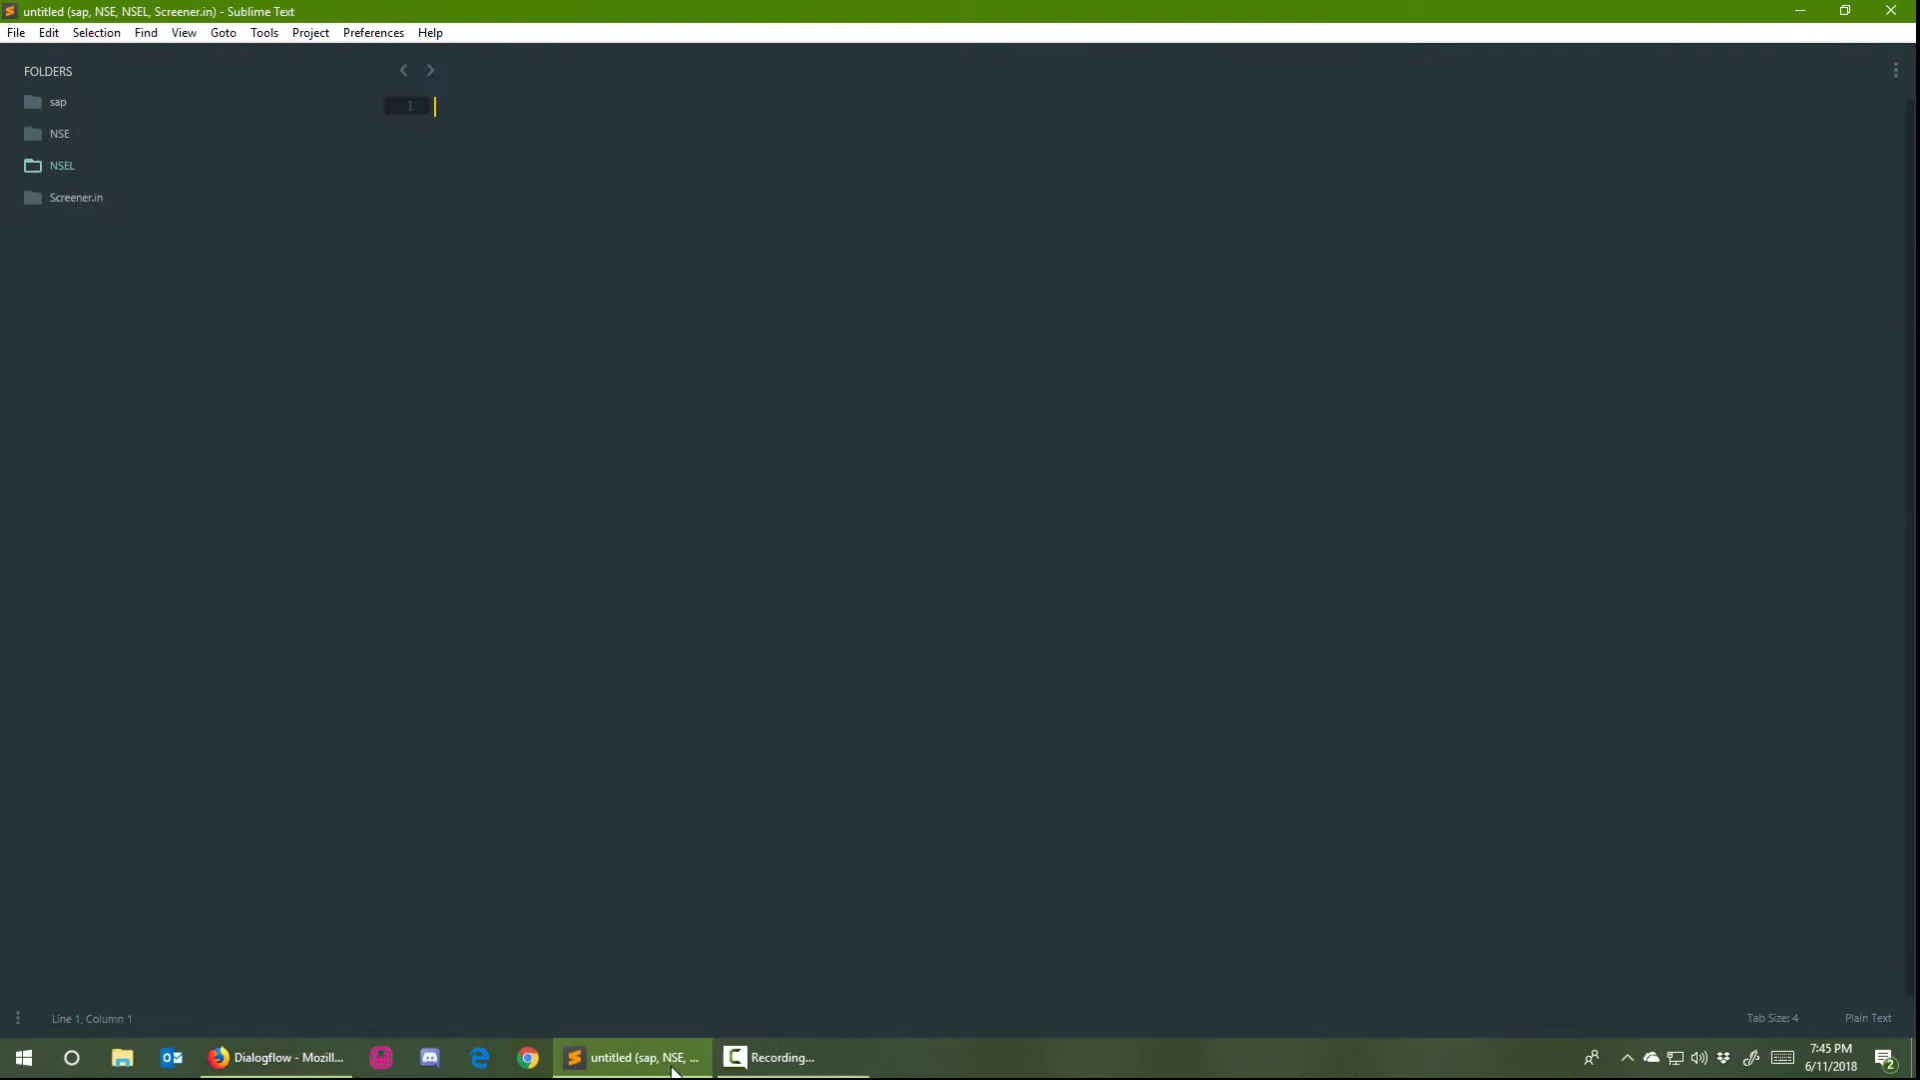 untitled (sap, NSE, NSEL, Screener.in) - Sublime Text
File Edit Selection Find View Goto Tools Project Preferences Help
FOLDERS
sap
NSE
NSEL
Screener.in
1
Line 1, Column 1
Tab Size: 4
Plain Text
Dialogflow - Mozill...
untitled (sap, NSE, ...
Recording...
7:45 PM
6/11/2018
2